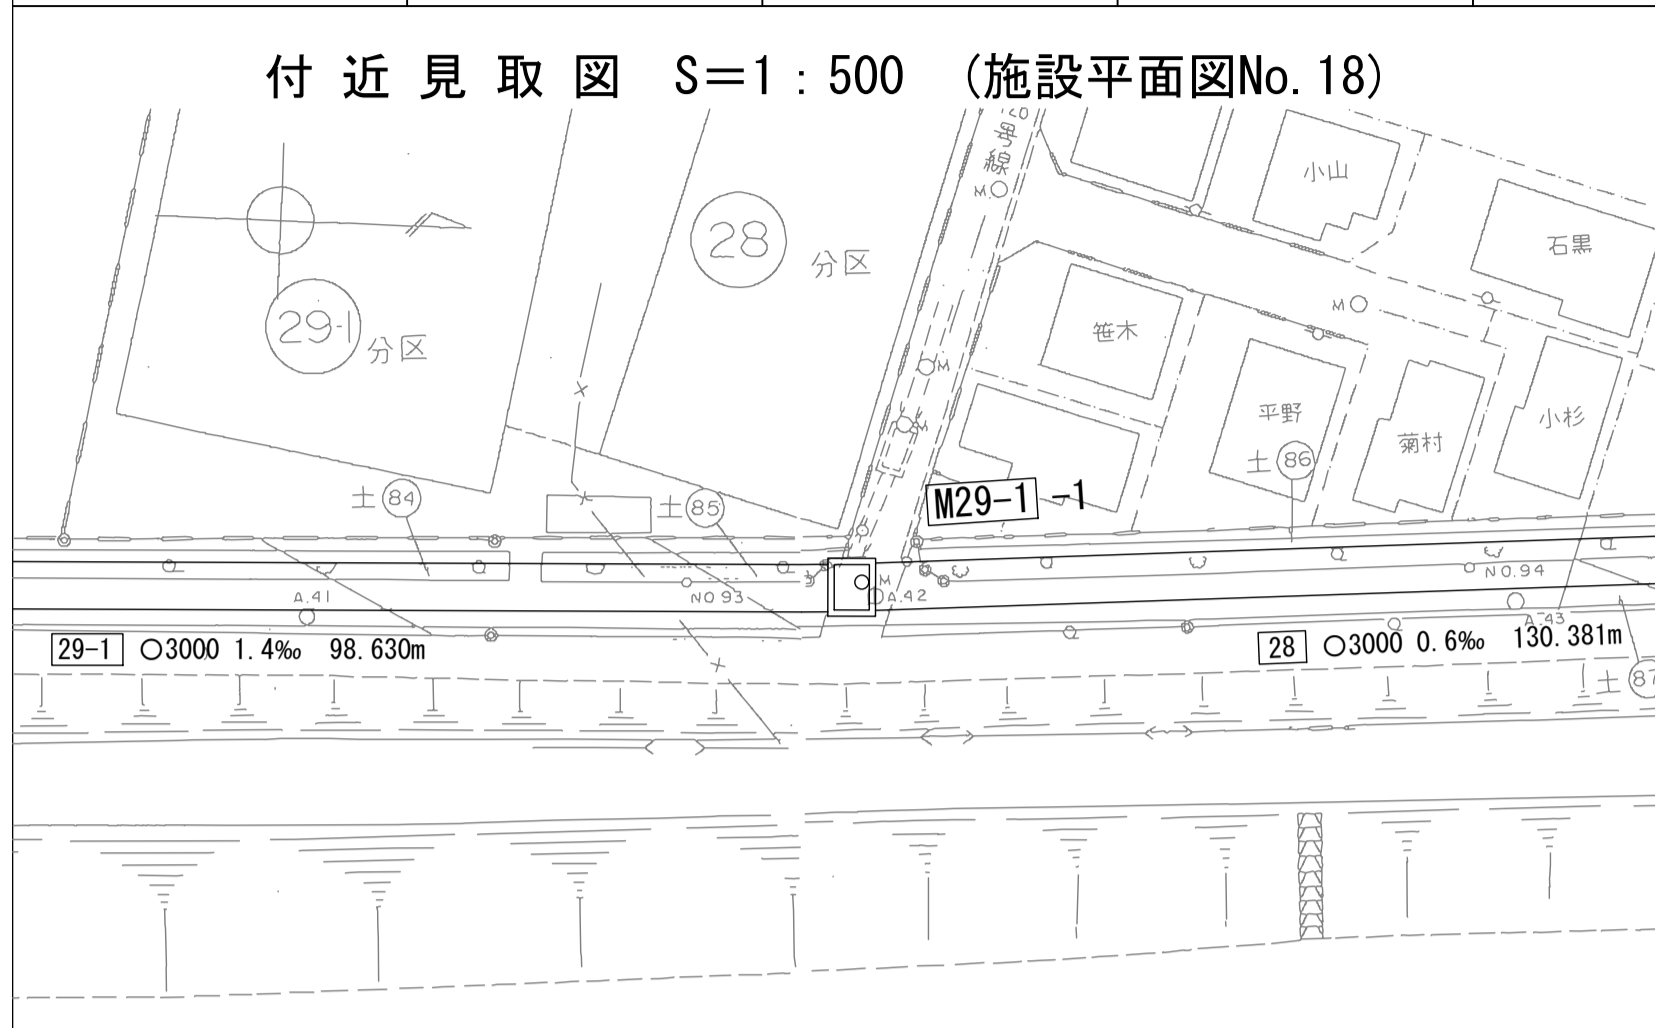 付近見取図 S=1:500 (施設平面図No.18)
号線
M
小山
石黒
28
分区
29-1
分区
M
笹木
M
M
平野
菊村
小杉
土 84
土 85
土 86
M29-1 -1
M
A.41
NO.93
A.42
NO.94
A.43
29-1 ○3000 1.4‰ 98.630m
28 ○3000 0.6‰ 130.381m
土 87